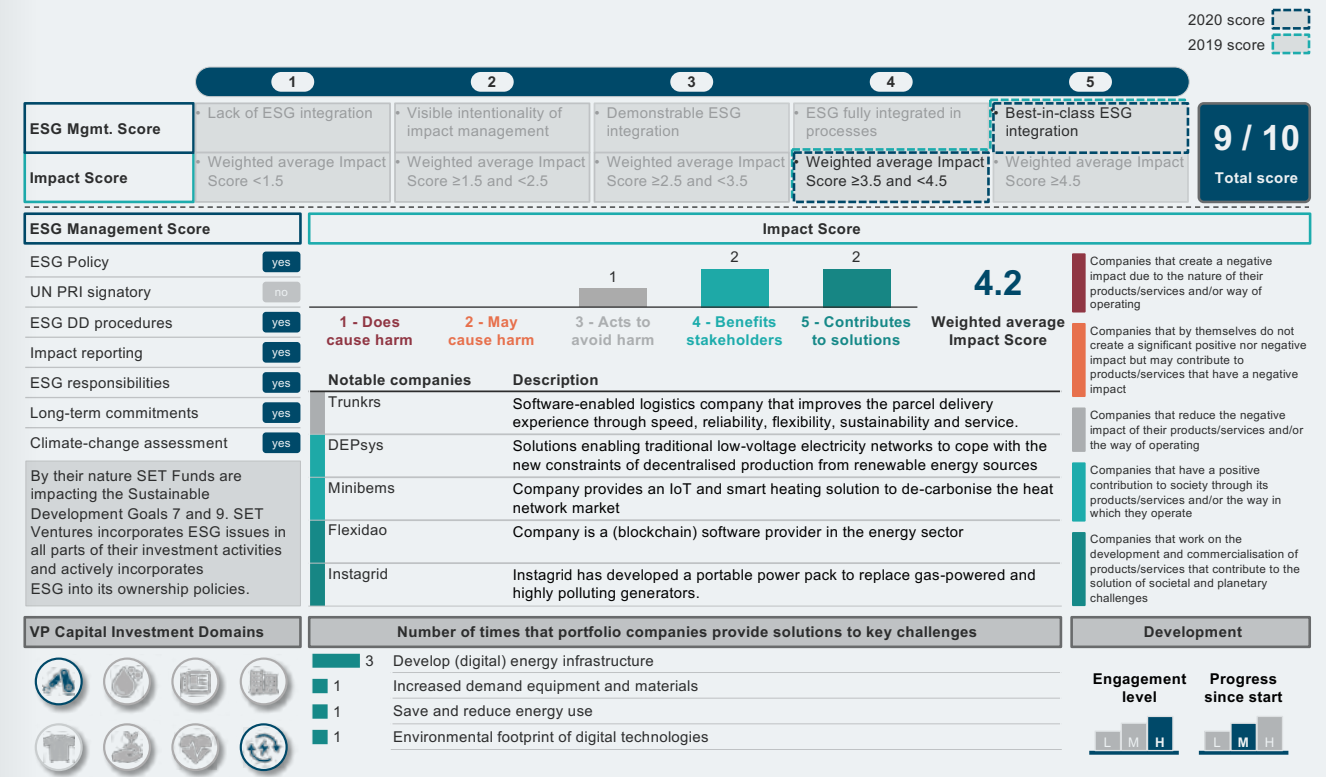 2020 score
2019 score
1
2
3
4
5
ESG Mgmt. Score
• Lack of ESG integration
• Visible intentionality of
impact management
• Demonstrable ESG
integration
• ESG fully integrated in
processes
• Best-in-class ESG
integration
Impact Score
• Weighted average Impact
Score <1.5
• Weighted average Impact
Score ≥1.5 and <2.5
• Weighted average Impact
Score ≥2.5 and <3.5
• Weighted average Impact
Score ≥3.5 and <4.5
• Weighted average Impact
Score ≥4.5
9 / 10
Total score
ESG Management Score
ESG Policy yes
UN PRI signatory no
ESG DD procedures yes
Impact reporting yes
ESG responsibilities yes
Long-term commitments yes
Climate-change assessment yes
By their nature SET Funds are
impacting the Sustainable
Development Goals 7 and 9. SET
Ventures incorporates ESG issues in
all parts of their investment activities
and actively incorporates
ESG into its ownership policies.
Impact Score
1
2
2
1 - Does
cause harm
2 - May
cause harm
3 - Acts to
avoid harm
4 - Benefits
stakeholders
5 - Contributes
to solutions
4.2
Weighted average
Impact Score
Notable companies Description
Trunkrs
Software-enabled logistics company that improves the parcel delivery
experience through speed, reliability, flexibility, sustainability and service.
DEPsys
Solutions enabling traditional low-voltage electricity networks to cope with the
new constraints of decentralised production from renewable energy sources
Minibems
Company provides an IoT and smart heating solution to de-carbonise the heat
network market
Flexidao
Company is a (blockchain) software provider in the energy sector
Instagrid
Instagrid has developed a portable power pack to replace gas-powered and
highly polluting generators.
Companies that create a negative
impact due to the nature of their
products/services and/or way of
operating
Companies that by themselves do not
create a significant positive nor negative
impact but may contribute to
products/services that have a negative
impact
Companies that reduce the negative
impact of their products/services and/or
the way of operating
Companies that have a positive
contribution to society through its
products/services and/or the way in
which they operate
Companies that work on the
development and commercialisation of
products/services that contribute to the
solution of societal and planetary
challenges
VP Capital Investment Domains
Number of times that portfolio companies provide solutions to key challenges
3 Develop (digital) energy infrastructure
1 Increased demand equipment and materials
1 Save and reduce energy use
1 Environmental footprint of digital technologies
Development
Engagement
level
L M H
Progress
since start
L M H